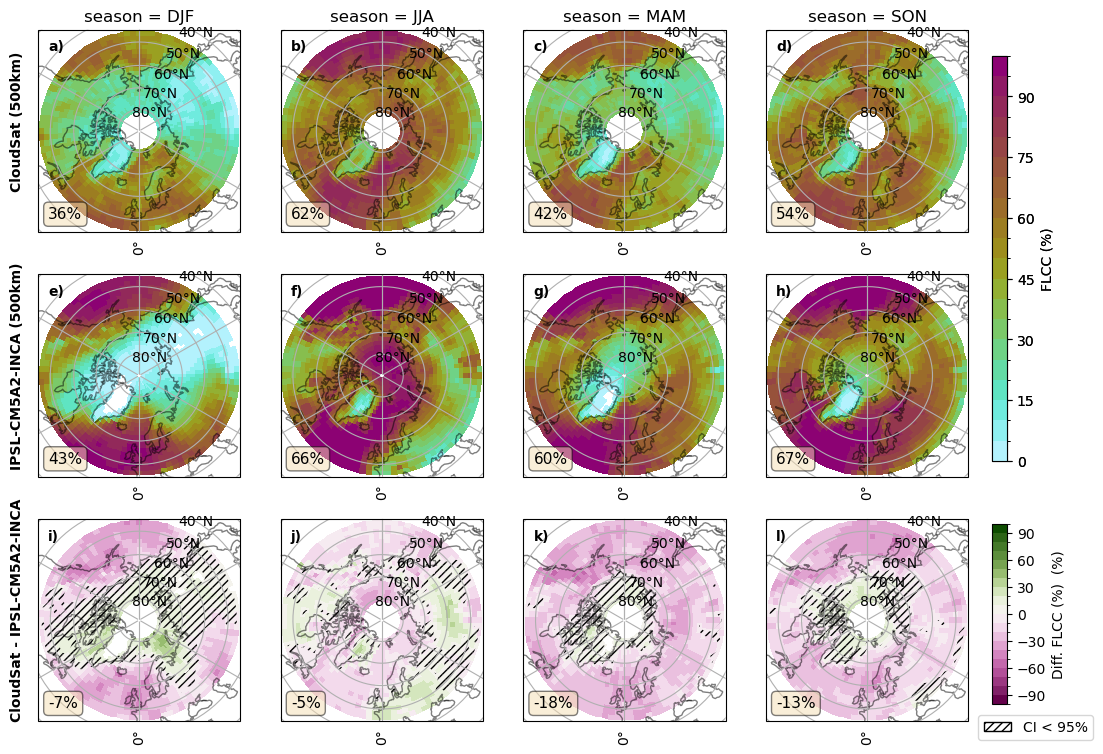 season = DJF
season = JJA
season = MAM
season = SON
CloudSat (500km)
a)
40°N
50°N
60°N
70°N
80°N
36%
0°
b)
40°N
50°N
60°N
70°N
80°N
62%
0°
c)
40°N
50°N
60°N
70°N
80°N
42%
0°
d)
40°N
50°N
60°N
70°N
80°N
54%
0°
IPSL-CM5A2-INCA (500km)
e)
40°N
50°N
60°N
70°N
80°N
43%
0°
f)
40°N
50°N
60°N
70°N
80°N
66%
0°
g)
40°N
50°N
60°N
70°N
80°N
60%
0°
h)
40°N
50°N
60°N
70°N
80°N
67%
0°
90
75
60
45
30
15
0
FLCC (%)
CloudSat - IPSL-CM5A2-INCA
i)
40°N
50°N
60°N
70°N
80°N
-7%
0°
j)
40°N
50°N
60°N
70°N
80°N
-5%
0°
k)
40°N
50°N
60°N
70°N
80°N
-18%
0°
l)
40°N
50°N
60°N
70°N
80°N
-13%
0°
90
60
30
0
−30
−60
−90
Diff. FLCC (%) (%)
CI < 95%